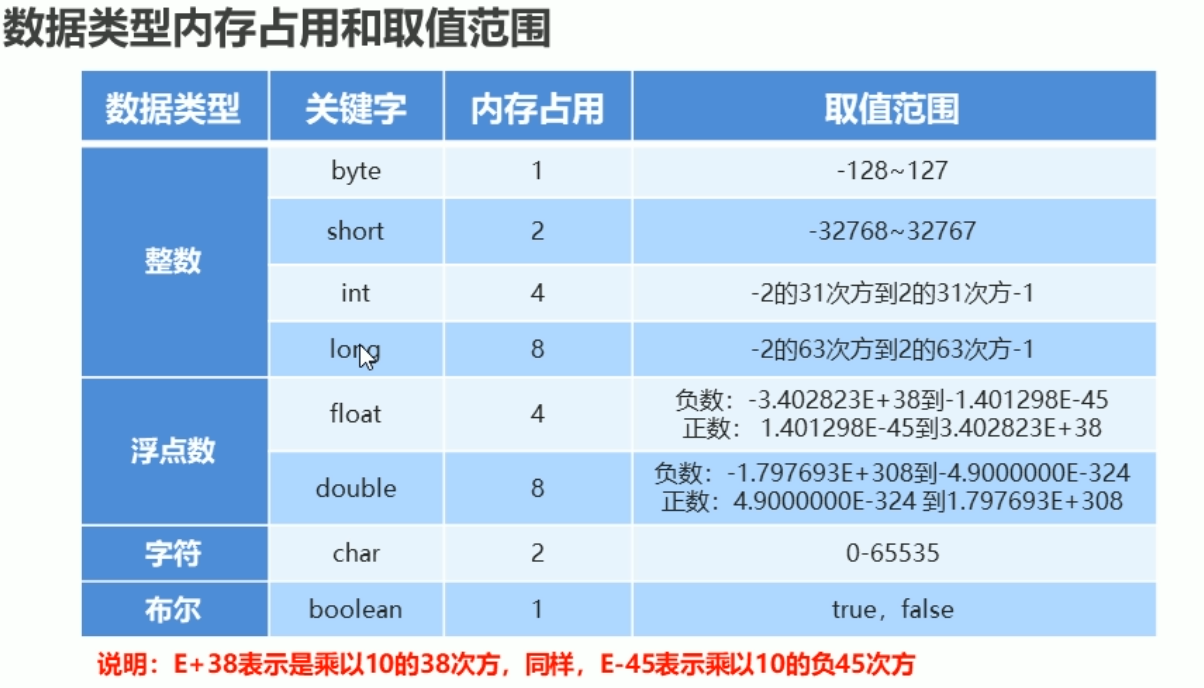 数据类型内存占用和取值范围
数据类型 关键字 内存占用 取值范围
整数
byte 1 -128~127
short 2 -32768~32767
int 4 -2的31次方到2的31次方-1
long 8 -2的63次方到2的63次方-1
浮点数
float 4
负数：-3.402823E+38到-1.401298E-45
正数： 1.401298E-45到3.402823E+38
double 8
负数：-1.797693E+308到-4.9000000E-324
正数：4.9000000E-324 到1.797693E+308
字符 char 2 0-65535
布尔 boolean 1 true，false
说明：E+38表示是乘以10的38次方，同样，E-45表示乘以10的负45次方